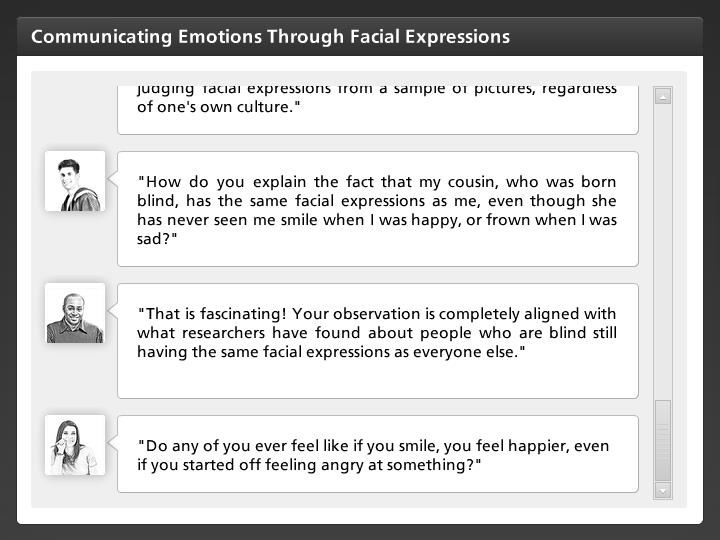 Communicating Emotions Through Facial Expressions
judging facial expressions from a sample of pictures, regardless
of one's own culture."
"How do you explain the fact that my cousin, who was born
blind, has the same facial expressions as me, even though she
has never seen me smile when I was happy, or frown when I was
sad?"
"That is fascinating! Your observation is completely aligned with
what researchers have found about people who are blind still
having the same facial expressions as everyone else."
"Do any of you ever feel like if you smile, you feel happier, even
if you started off feeling angry at something?"